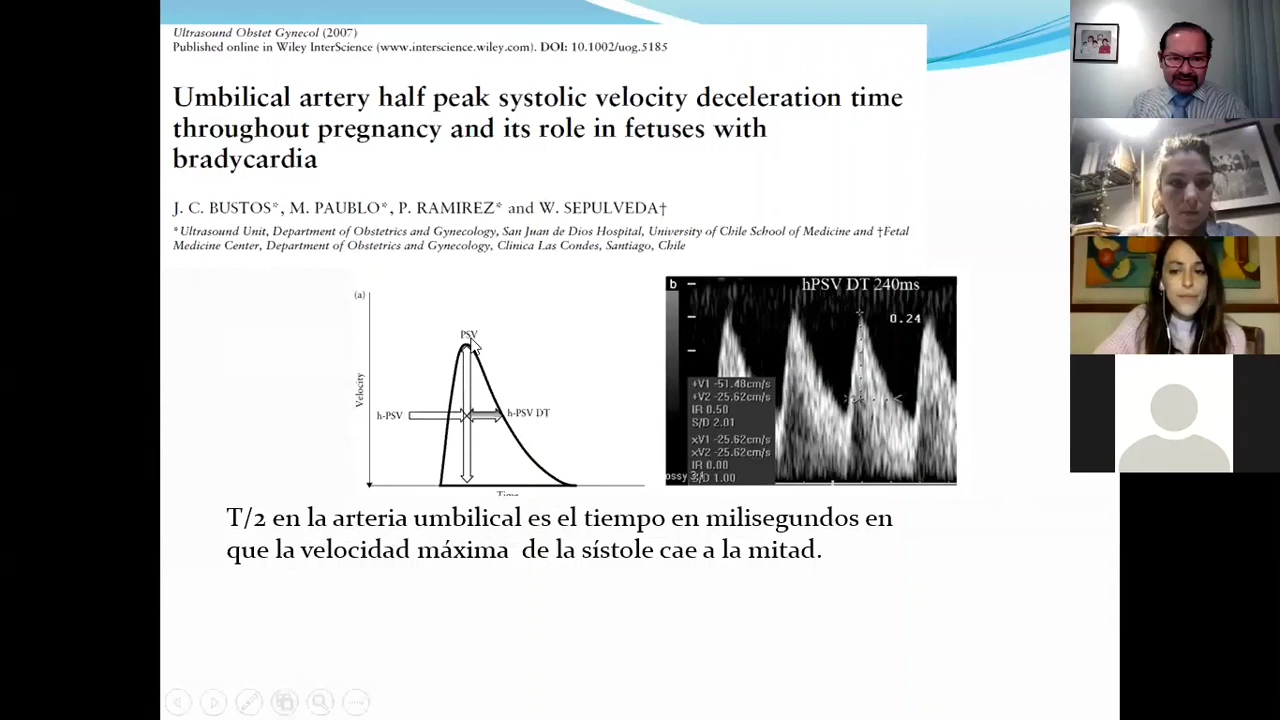 Ultrasound Obstet Gynecol (2007)
Published online in Wiley InterScience (www.interscience.wiley.com). DOI: 10.1002/uog.5185
Umbilical artery half peak systolic velocity deceleration time
throughout pregnancy and its role in fetuses with
bradycardia
J. C. BUSTOS*, M. PAUBLO*, P. RAMIREZ* and W. SEPULVEDA†
*Ultrasound Unit, Department of Obstetrics and Gynecology, San Juan de Dios Hospital, University of Chile School of Medicine and †Fetal
Medicine Center, Department of Obstetrics and Gynecology, Clinica Las Condes, Santiago, Chile
(a)
PSV
Velocity
h-PSV
h-PSV DT
Time
b
hPSV DT 240ms
0.24
+V1 -51.48cm/s
+V2 -25.62cm/s
IR 0.50
S/D 2.01
xV1 -25.62cm/s
xV2 -25.62cm/s
IR 0.00
S/D 1.00
T/2 en la arteria umbilical es el tiempo en milisegundos en
que la velocidad máxima de la sístole cae a la mitad.